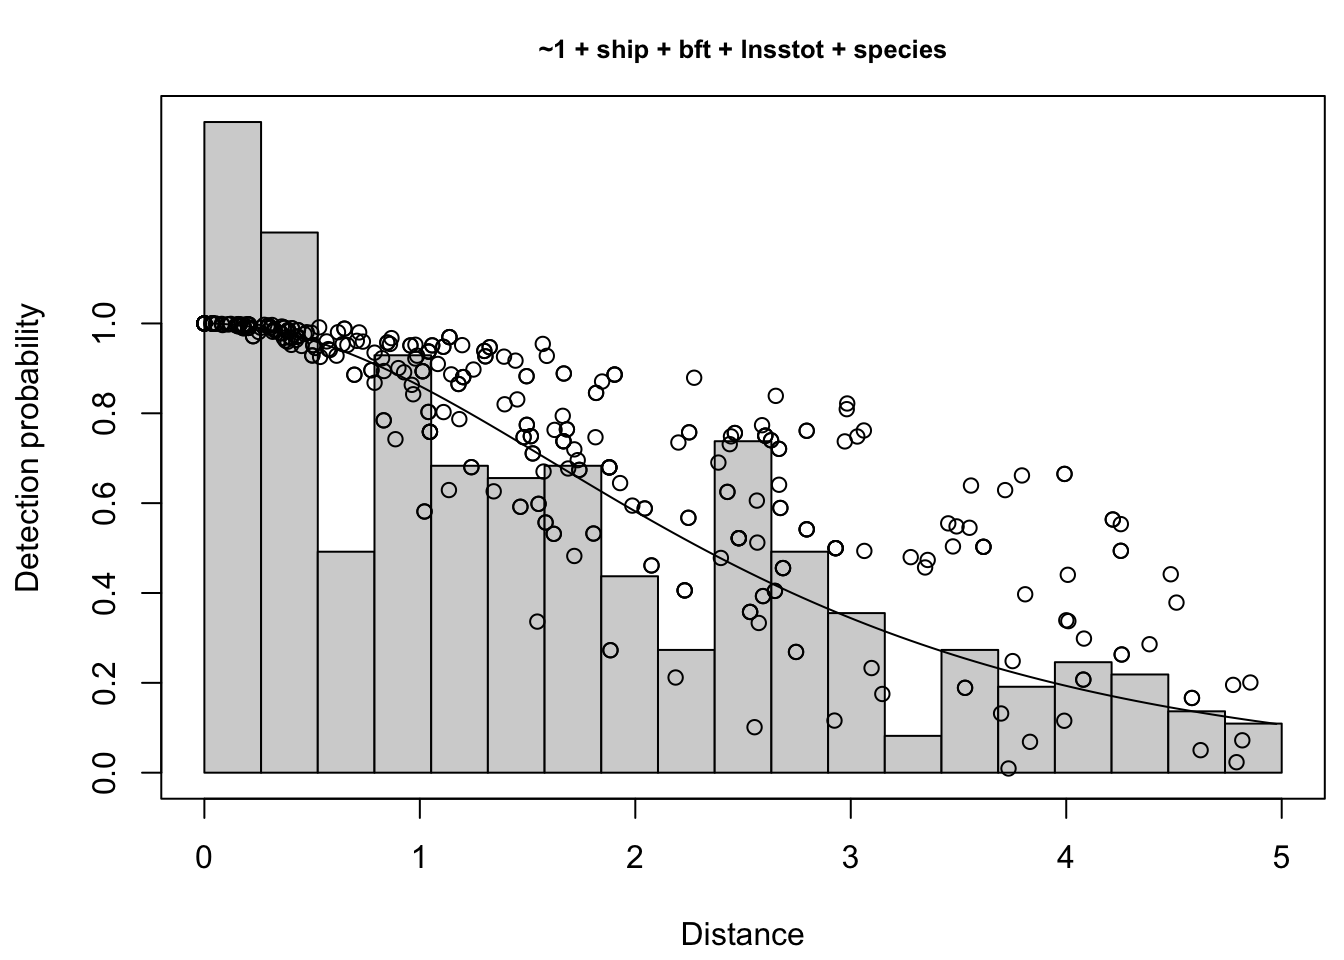 ~1 + ship + bft + lnsstot + species
Detection probability
1.0
0.8
0.6
0.4
0.2
0.0
0 1 2 3 4 5
Distance